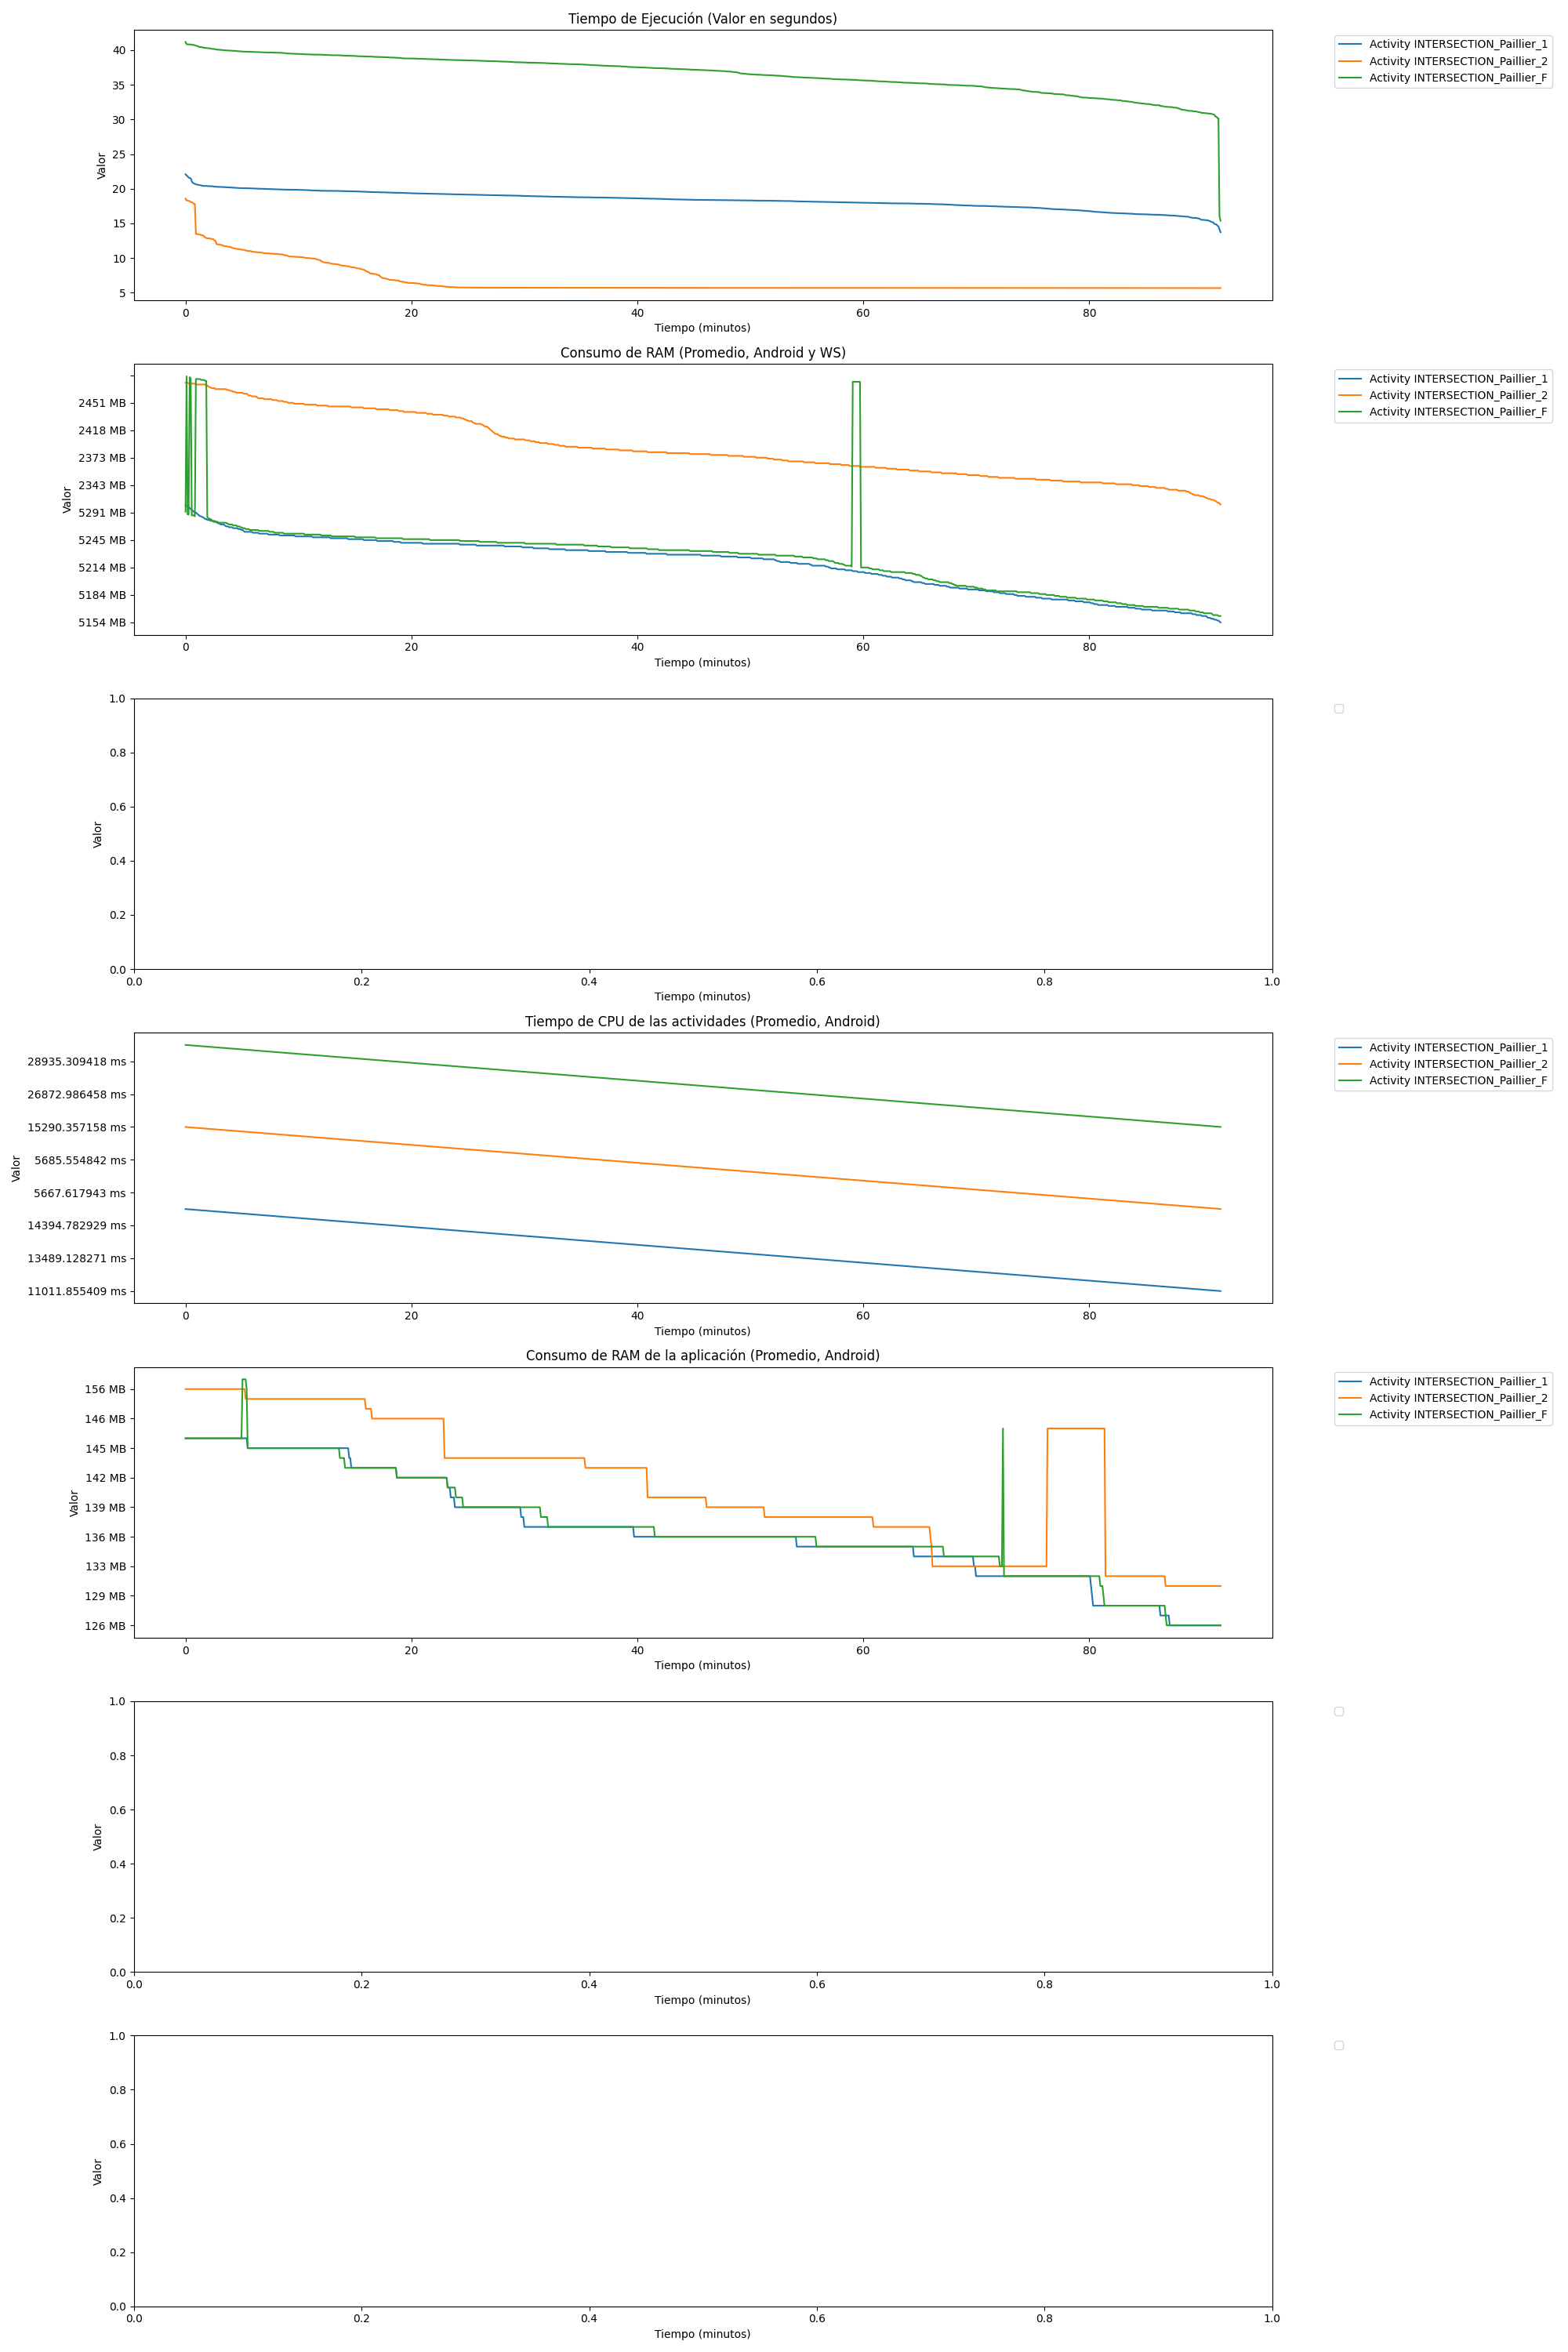 Tiempo de Ejecución (Valor en segundos)
40
35
30
25
20
15
10
5
Valor
0 20 40 60 80
Tiempo (minutos)
Activity INTERSECTION_Paillier_1
Activity INTERSECTION_Paillier_2
Activity INTERSECTION_Paillier_F
Consumo de RAM (Promedio, Android y WS)
2451 MB
2418 MB
2373 MB
2343 MB
5291 MB
5245 MB
5214 MB
5184 MB
5154 MB
Valor
0 20 40 60 80
Tiempo (minutos)
Activity INTERSECTION_Paillier_1
Activity INTERSECTION_Paillier_2
Activity INTERSECTION_Paillier_F
1.0
0.8
0.6
0.4
0.2
0.0
Valor
0.0 0.2 0.4 0.6 0.8 1.0
Tiempo (minutos)
Tiempo de CPU de las actividades (Promedio, Android)
28935.309418 ms
26872.986458 ms
15290.357158 ms
5685.554842 ms
5667.617943 ms
14394.782929 ms
13489.128271 ms
11011.855409 ms
Valor
0 20 40 60 80
Tiempo (minutos)
Activity INTERSECTION_Paillier_1
Activity INTERSECTION_Paillier_2
Activity INTERSECTION_Paillier_F
Consumo de RAM de la aplicación (Promedio, Android)
156 MB
146 MB
145 MB
142 MB
139 MB
136 MB
133 MB
129 MB
126 MB
Valor
0 20 40 60 80
Tiempo (minutos)
Activity INTERSECTION_Paillier_1
Activity INTERSECTION_Paillier_2
Activity INTERSECTION_Paillier_F
1.0
0.8
0.6
0.4
0.2
0.0
Valor
0.0 0.2 0.4 0.6 0.8 1.0
Tiempo (minutos)
1.0
0.8
0.6
0.4
0.2
0.0
Valor
0.0 0.2 0.4 0.6 0.8 1.0
Tiempo (minutos)